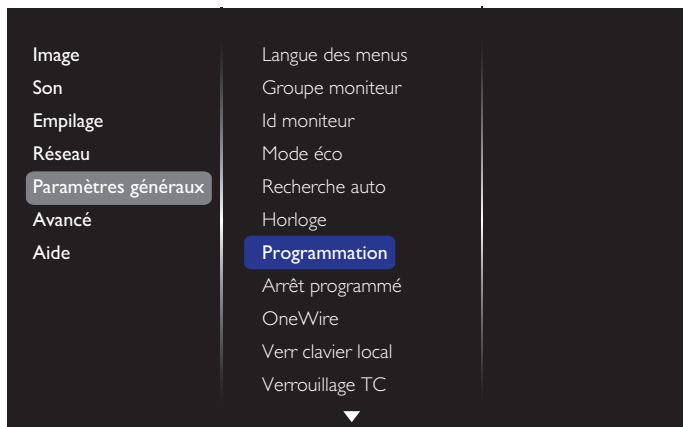 Image
Son
Empilage
Réseau
Paramètres généraux
Avancé
Aide
Langue des menus
Groupe moniteur
Id moniteur
Mode éco
Recherche auto
Horloge
Programmation
Arrêt programmé
OneWire
Verr clavier local
Verrouillage TC